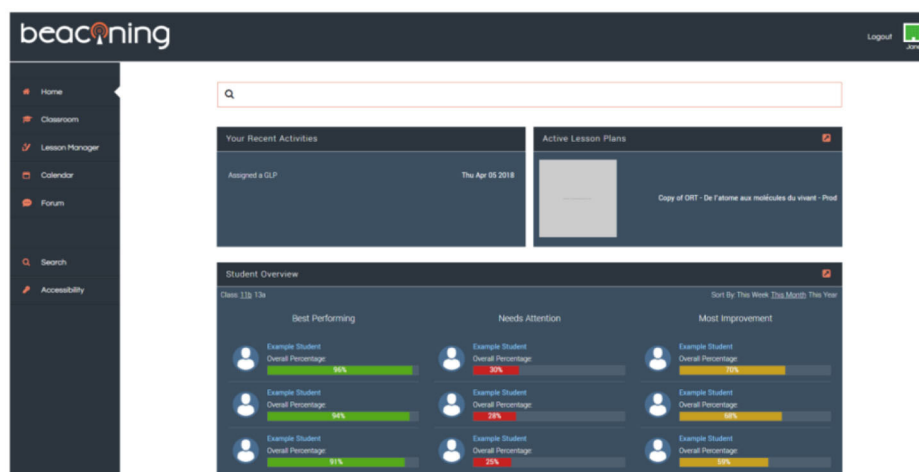 beaconing
Logout
Home
Classroom
Lesson Manager
Calendar
Forum
Search
Accessibility
Your Recent Activities
Assigned a GLP Thu Apr 05 2018
Active Lesson Plans
Copy of ORT - De l'atome aux molécules du vivant - Prod
Student Overview
Class: 11b 13a Sort By: This Week This Month This Year
Best Performing Needs Attention Most Improvement
Example Student Example Student Example Student
Overall Percentage: Overall Percentage: Overall Percentage:
96% 30% 70%
Example Student Example Student Example Student
Overall Percentage: Overall Percentage: Overall Percentage:
94% 28% 68%
Example Student Example Student Example Student
Overall Percentage: Overall Percentage: Overall Percentage:
91% 25% 59%